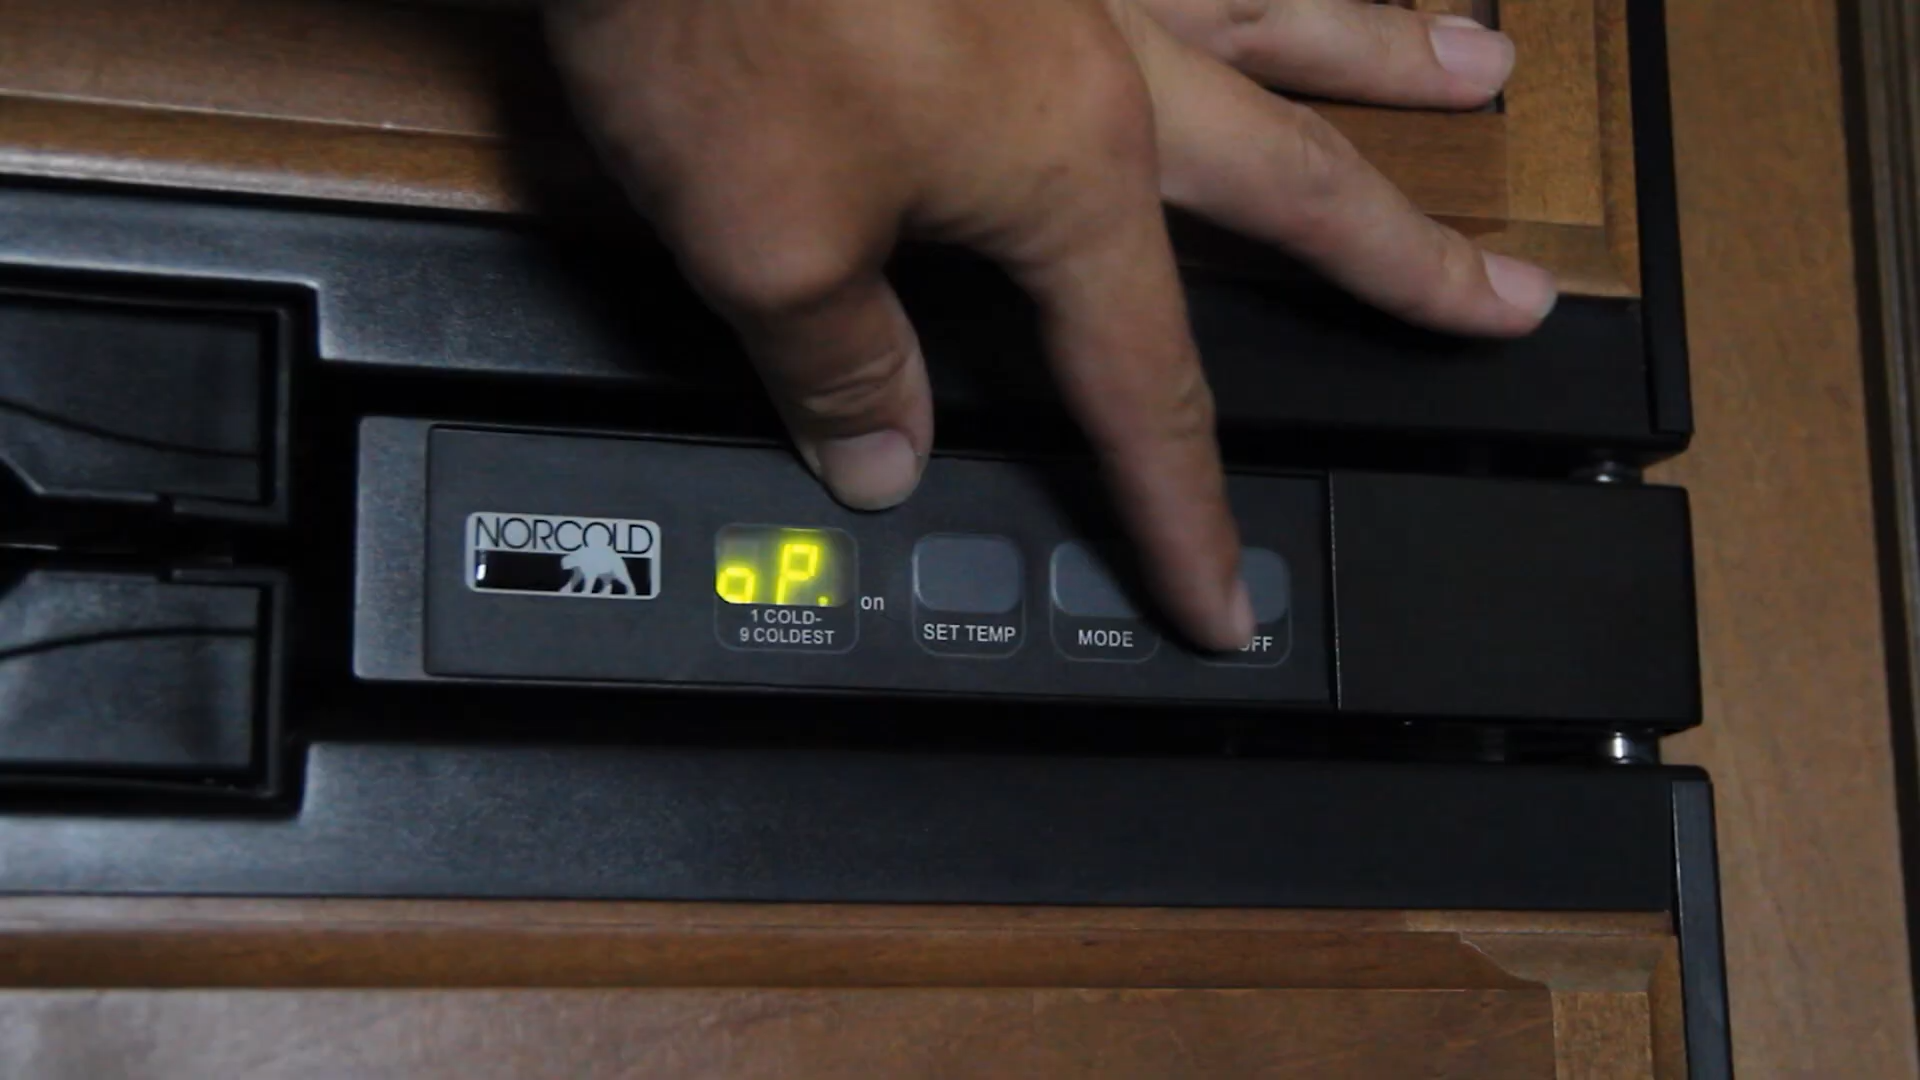 NORCOLD
oP.
1 COLD-
9 COLDEST
on
SET TEMP
MODE